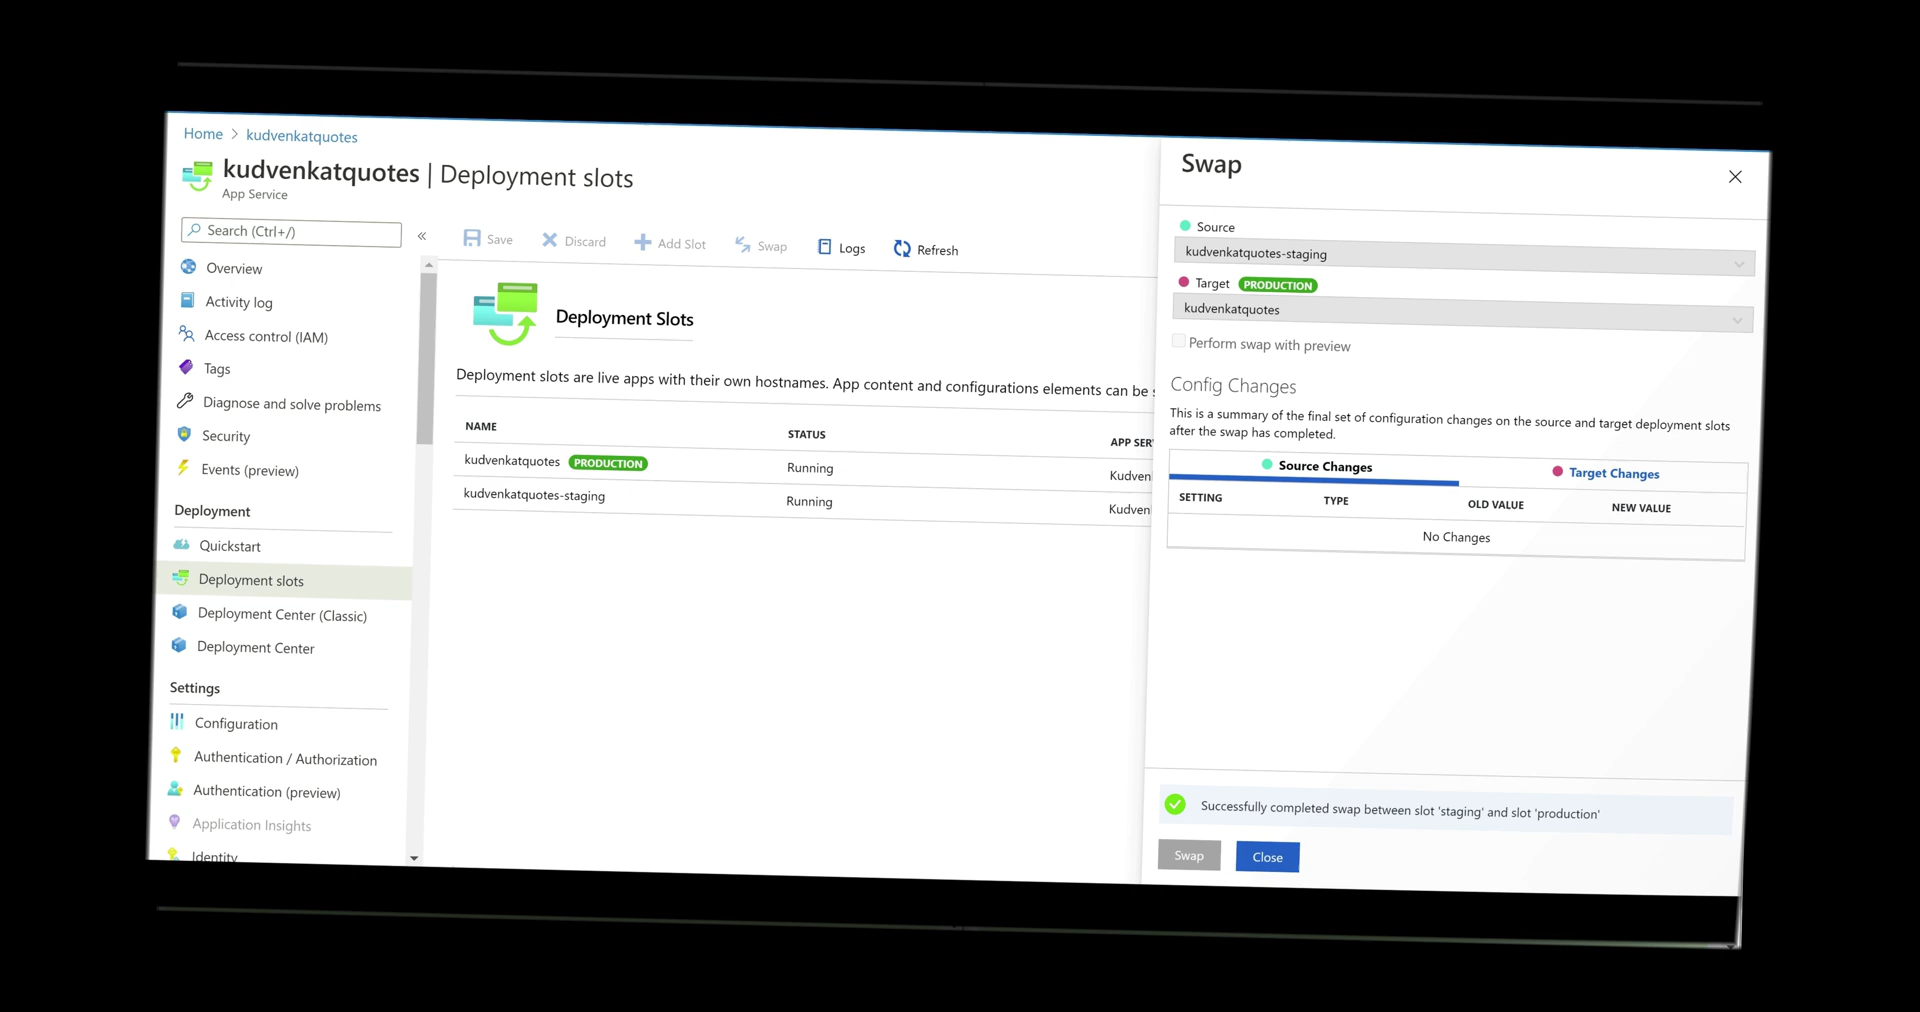 Home > kudvenkatquotes
kudvenkatquotes | Deployment slots
App Service
Search (Ctrl+/)
«
Overview
Activity log
Access control (IAM)
Tags
Diagnose and solve problems
Security
Events (preview)
Deployment
Quickstart
Deployment slots
Deployment Center (Classic)
Deployment Center
Settings
Configuration
Authentication / Authorization
Authentication (preview)
Application Insights
Identity
Save Discard Add Slot Swap Logs Refresh
Deployment Slots
Deployment slots are live apps with their own hostnames. App content and configurations elements can be
NAME STATUS APP SER
kudvenkatquotes PRODUCTION Running Kudven
kudvenkatquotes-staging Running Kudven
Swap
Source
kudvenkatquotes-staging
Target PRODUCTION
kudvenkatquotes
Perform swap with preview
Config Changes
This is a summary of the final set of configuration changes on the source and target deployment slots
after the swap has completed.
Source Changes Target Changes
SETTING TYPE OLD VALUE NEW VALUE
No Changes
Successfully completed swap between slot 'staging' and slot 'production'
Swap Close